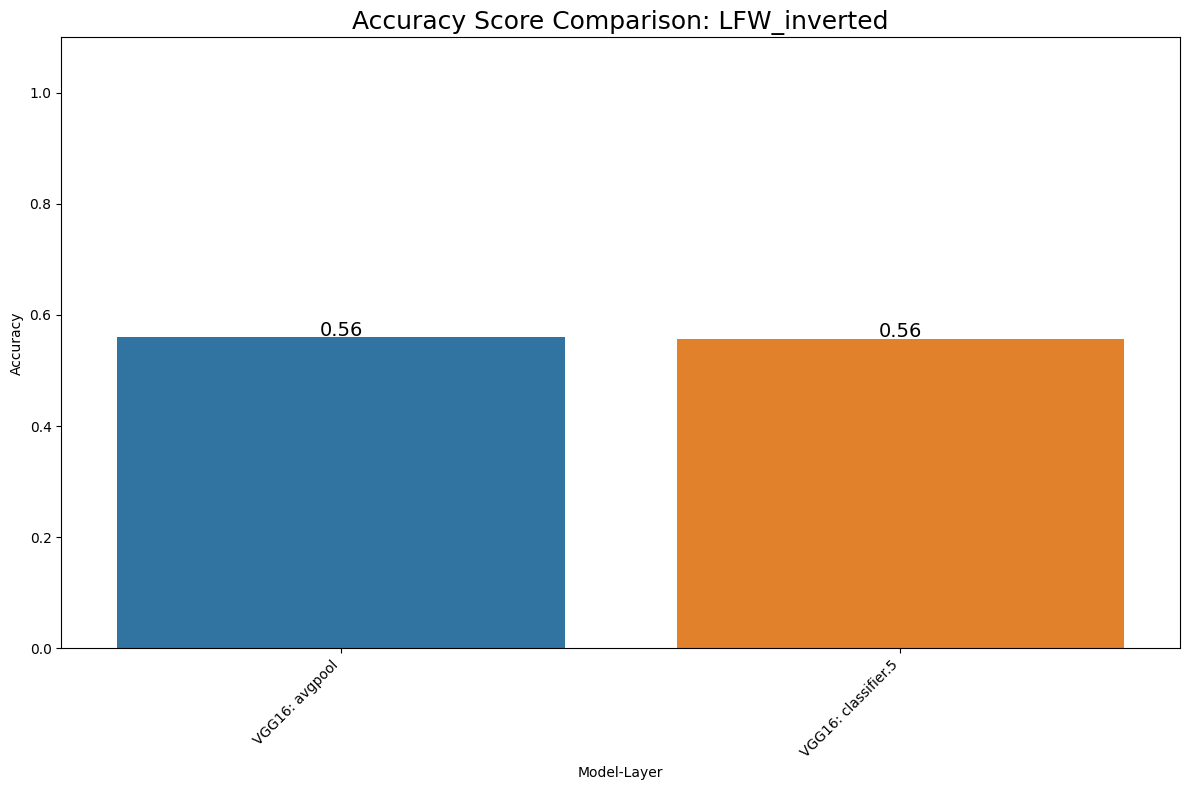 Accuracy Score Comparison: LFW_inverted
1.0
0.8
0.6
0.4
0.2
0.0
Accuracy
0.56
0.56
VGG16: avgpool
VGG16: classifier.5
Model-Layer